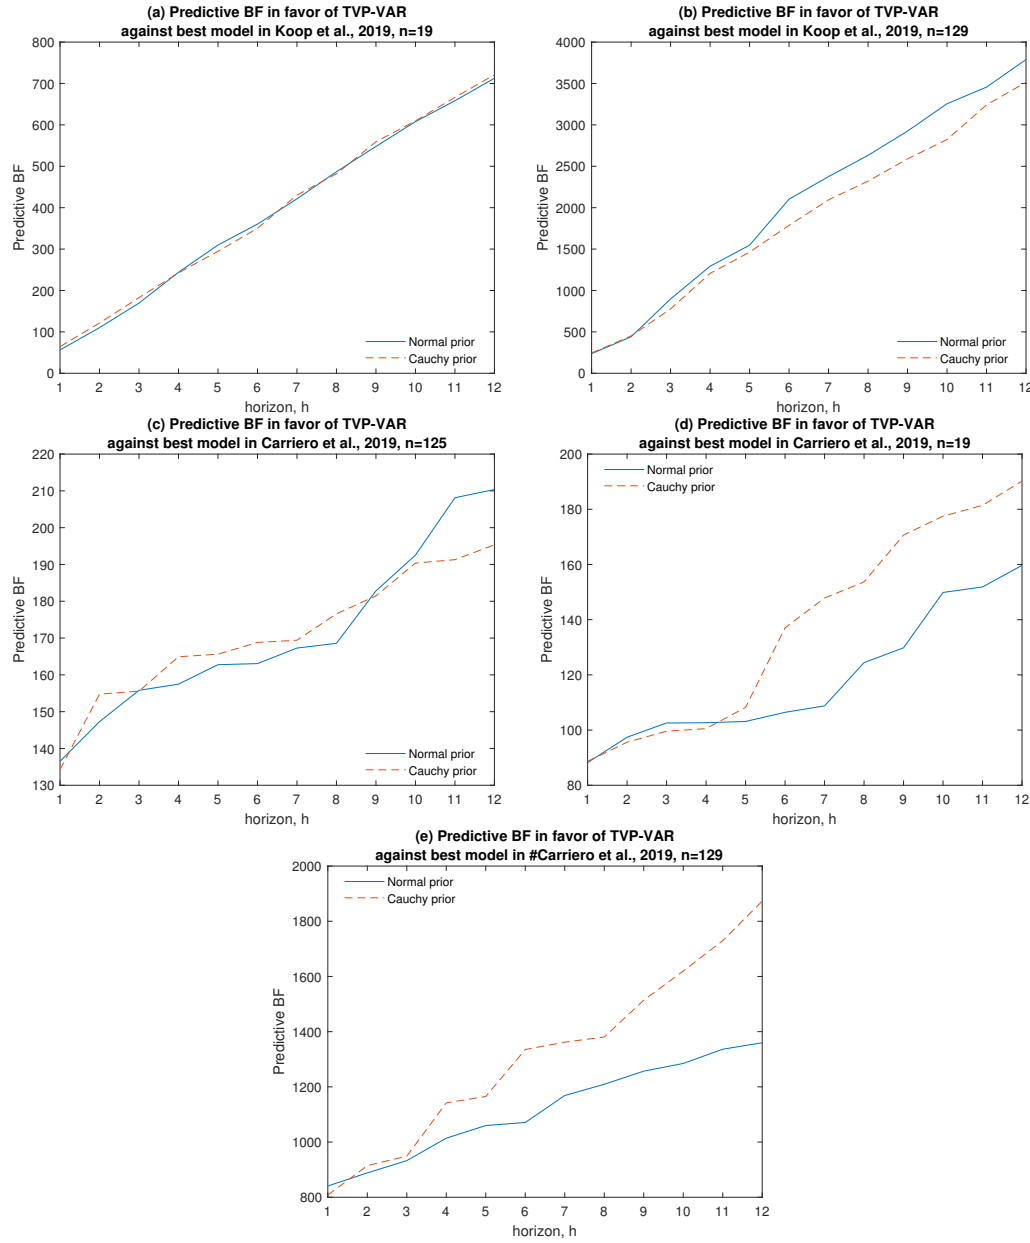 (a) Predictive BF in favor of TVP-VAR
against best model in Koop et al., 2019, n=19
800
700
600
500
400
300
200
100
0
Predictive BF
Normal prior
Cauchy prior
1 2 3 4 5 6 7 8 9 10 11 12
horizon, h
(b) Predictive BF in favor of TVP-VAR
against best model in Koop et al., 2019, n=129
4000
3500
3000
2500
2000
1500
1000
500
0
Predictive BF
Normal prior
Cauchy prior
1 2 3 4 5 6 7 8 9 10 11 12
horizon, h
(c) Predictive BF in favor of TVP-VAR
against best model in Carriero et al., 2019, n=125
220
210
200
190
180
170
160
150
140
130
Predictive BF
Normal prior
Cauchy prior
1 2 3 4 5 6 7 8 9 10 11 12
horizon, h
(d) Predictive BF in favor of TVP-VAR
against best model in Carriero et al., 2019, n=19
200
180
160
140
120
100
80
Predictive BF
Normal prior
Cauchy prior
1 2 3 4 5 6 7 8 9 10 11 12
horizon, h
(e) Predictive BF in favor of TVP-VAR
against best model in #Carriero et al., 2019, n=129
2000
1800
1600
1400
1200
1000
800
Predictive BF
Normal prior
Cauchy prior
1 2 3 4 5 6 7 8 9 10 11 12
horizon, h